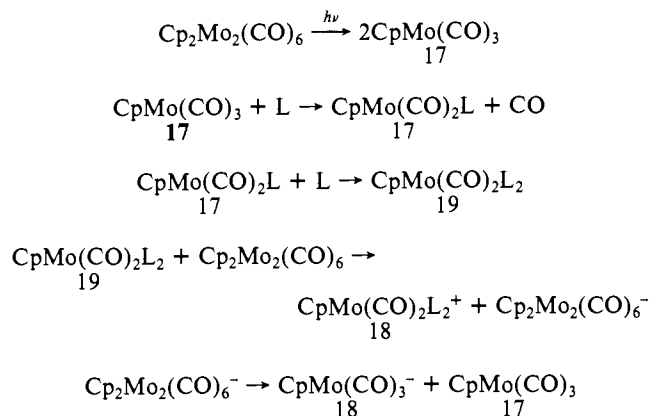 Cp₂Mo₂(CO)₆ —hν→ 2CpMo(CO)₃
17
CpMo(CO)₃ + L → CpMo(CO)₂L + CO
17 17
CpMo(CO)₂L + L → CpMo(CO)₂L₂
17 19
CpMo(CO)₂L₂ + Cp₂Mo₂(CO)₆ →
19
CpMo(CO)₂L₂⁺ + Cp₂Mo₂(CO)₆⁻
18
Cp₂Mo₂(CO)₆⁻ → CpMo(CO)₃⁻ + CpMo(CO)₃
18 17